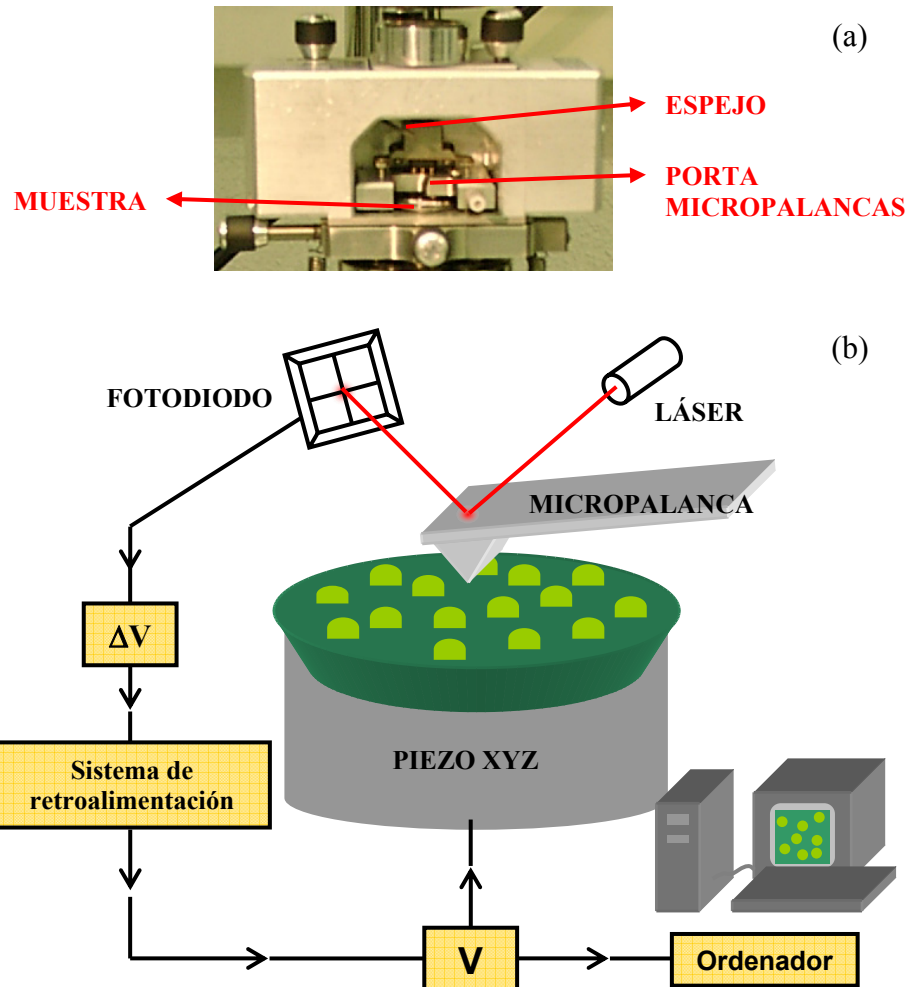 (a)
ESPEJO
PORTA
MICROPALANCAS
MUESTRA
(b)
FOTODIODO
LÁSER
MICROPALANCA
ΔV
PIEZO XYZ
Sistema de
retroalimentación
V
Ordenador